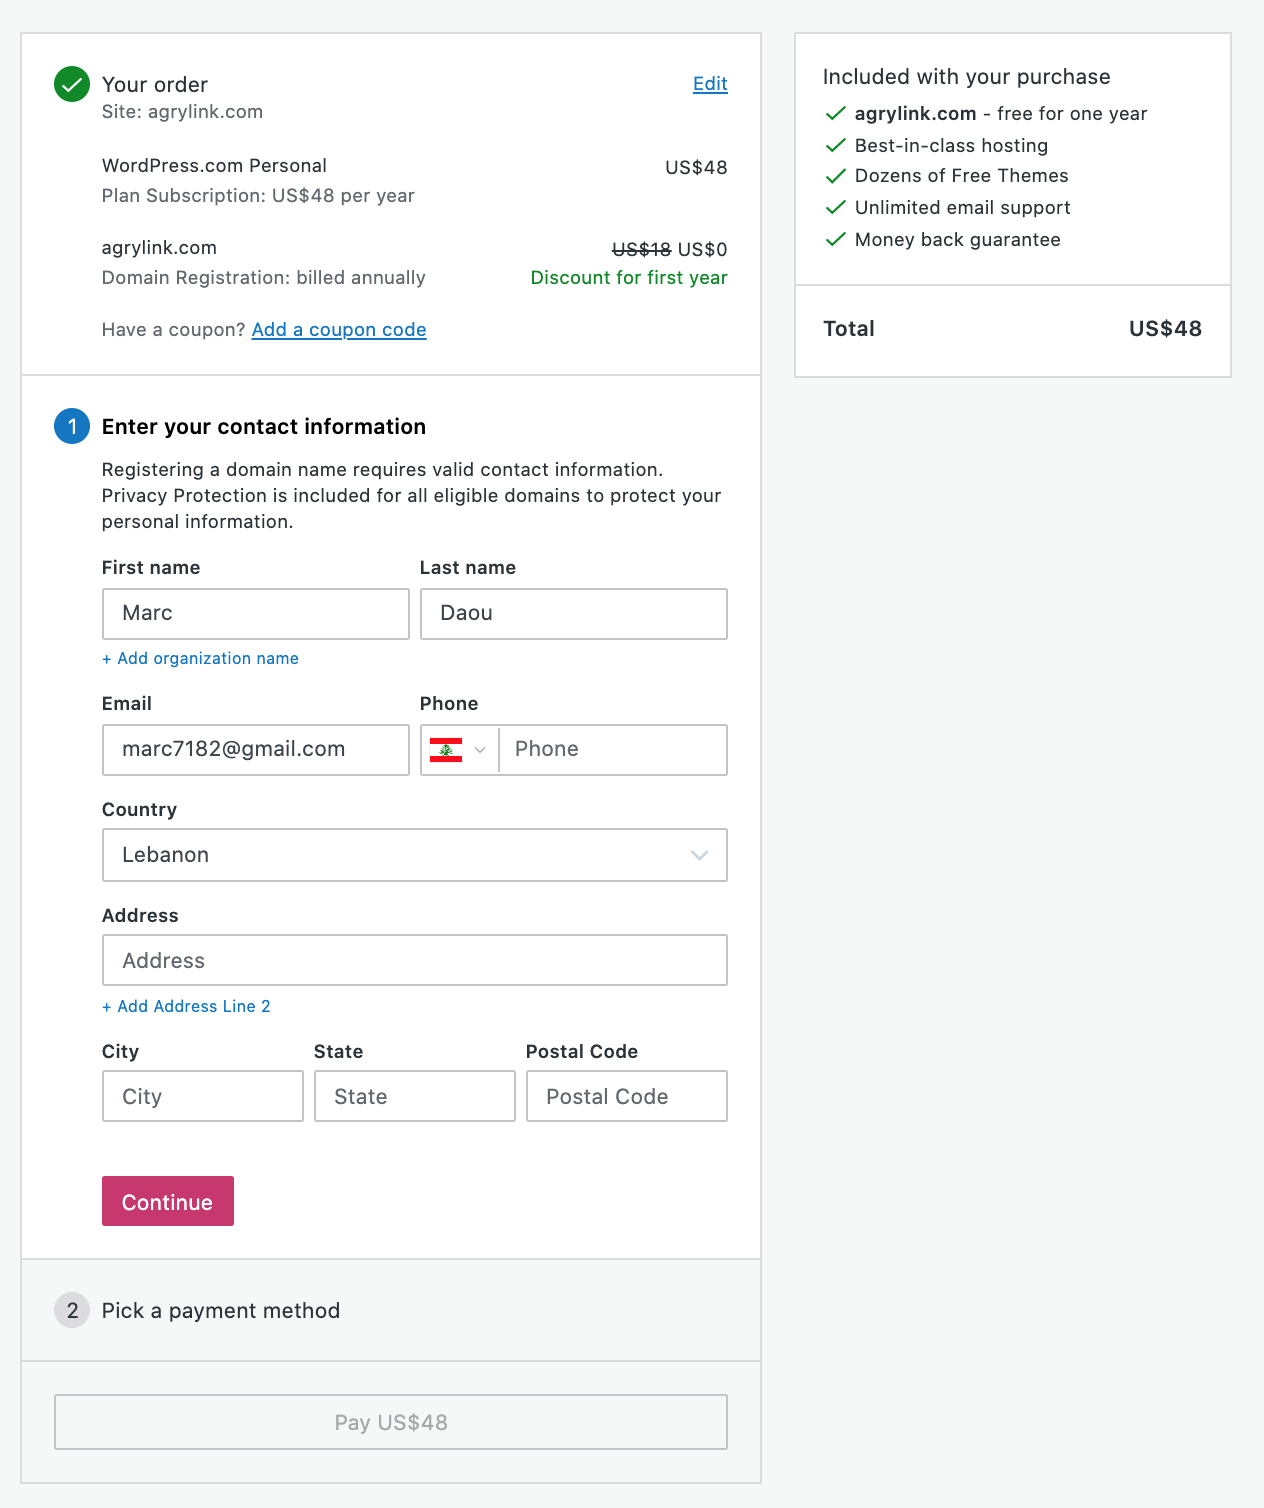 Your order
Edit
Site: agrylink.com
WordPress.com Personal
US$48
Plan Subscription: US$48 per year
agrylink.com
US$18 US$0
Domain Registration: billed annually
Discount for first year
Have a coupon? Add a coupon code
1 Enter your contact information
Registering a domain name requires valid contact information.
Privacy Protection is included for all eligible domains to protect your
personal information.
First name
Last name
Marc
Daou
+ Add organization name
Email
Phone
marc7182@gmail.com
Phone
Country
Lebanon
Address
Address
+ Add Address Line 2
City
State
Postal Code
City
State
Postal Code
Continue
2 Pick a payment method
Pay US$48
Included with your purchase
agrylink.com - free for one year
Best-in-class hosting
Dozens of Free Themes
Unlimited email support
Money back guarantee
Total
US$48